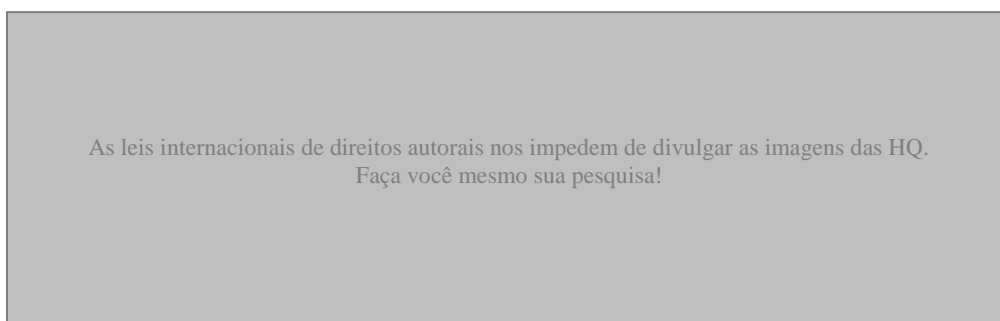 As leis internacionais de direitos autorais nos impedem de divulgar as imagens das HQ.
Faça você mesmo sua pesquisa!